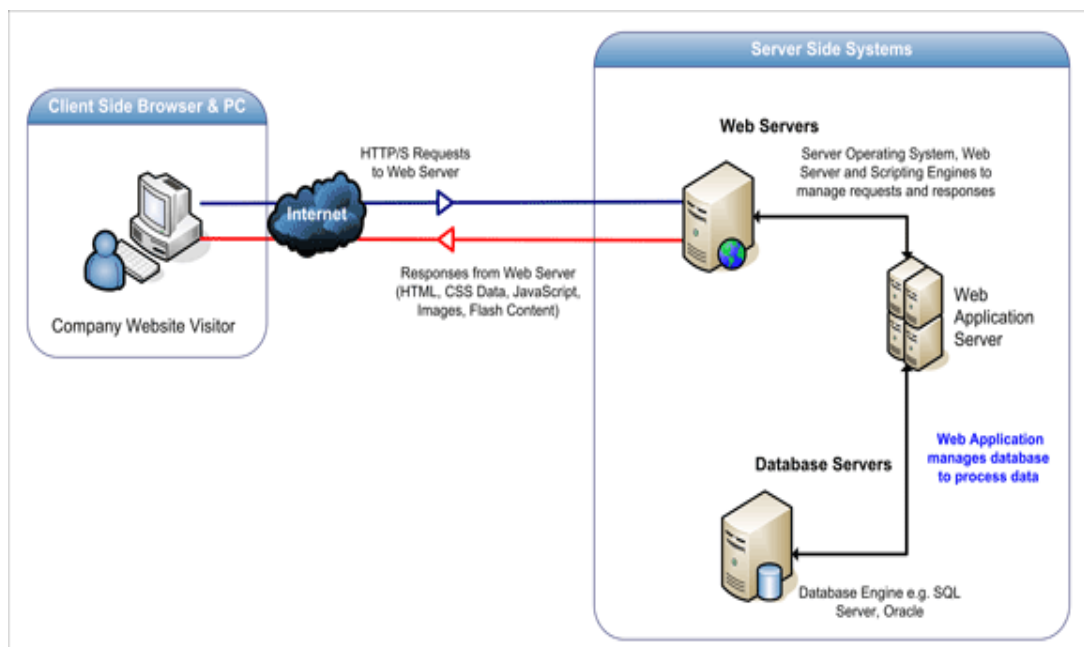 Server Side Systems
Client Side Browser & PC
Web Servers
HTTP/S Requests
to Web Server
Server Operating System, Web
Server and Scripting Engines to
manage requests and responses
Internet
Responses from Web Server
(HTML, CSS Data, JavaScript,
Images, Flash Content)
Company Website Visitor
Web
Application
Server
Web Application
manages database
to process data
Database Servers
Database Engine e.g. SQL
Server, Oracle